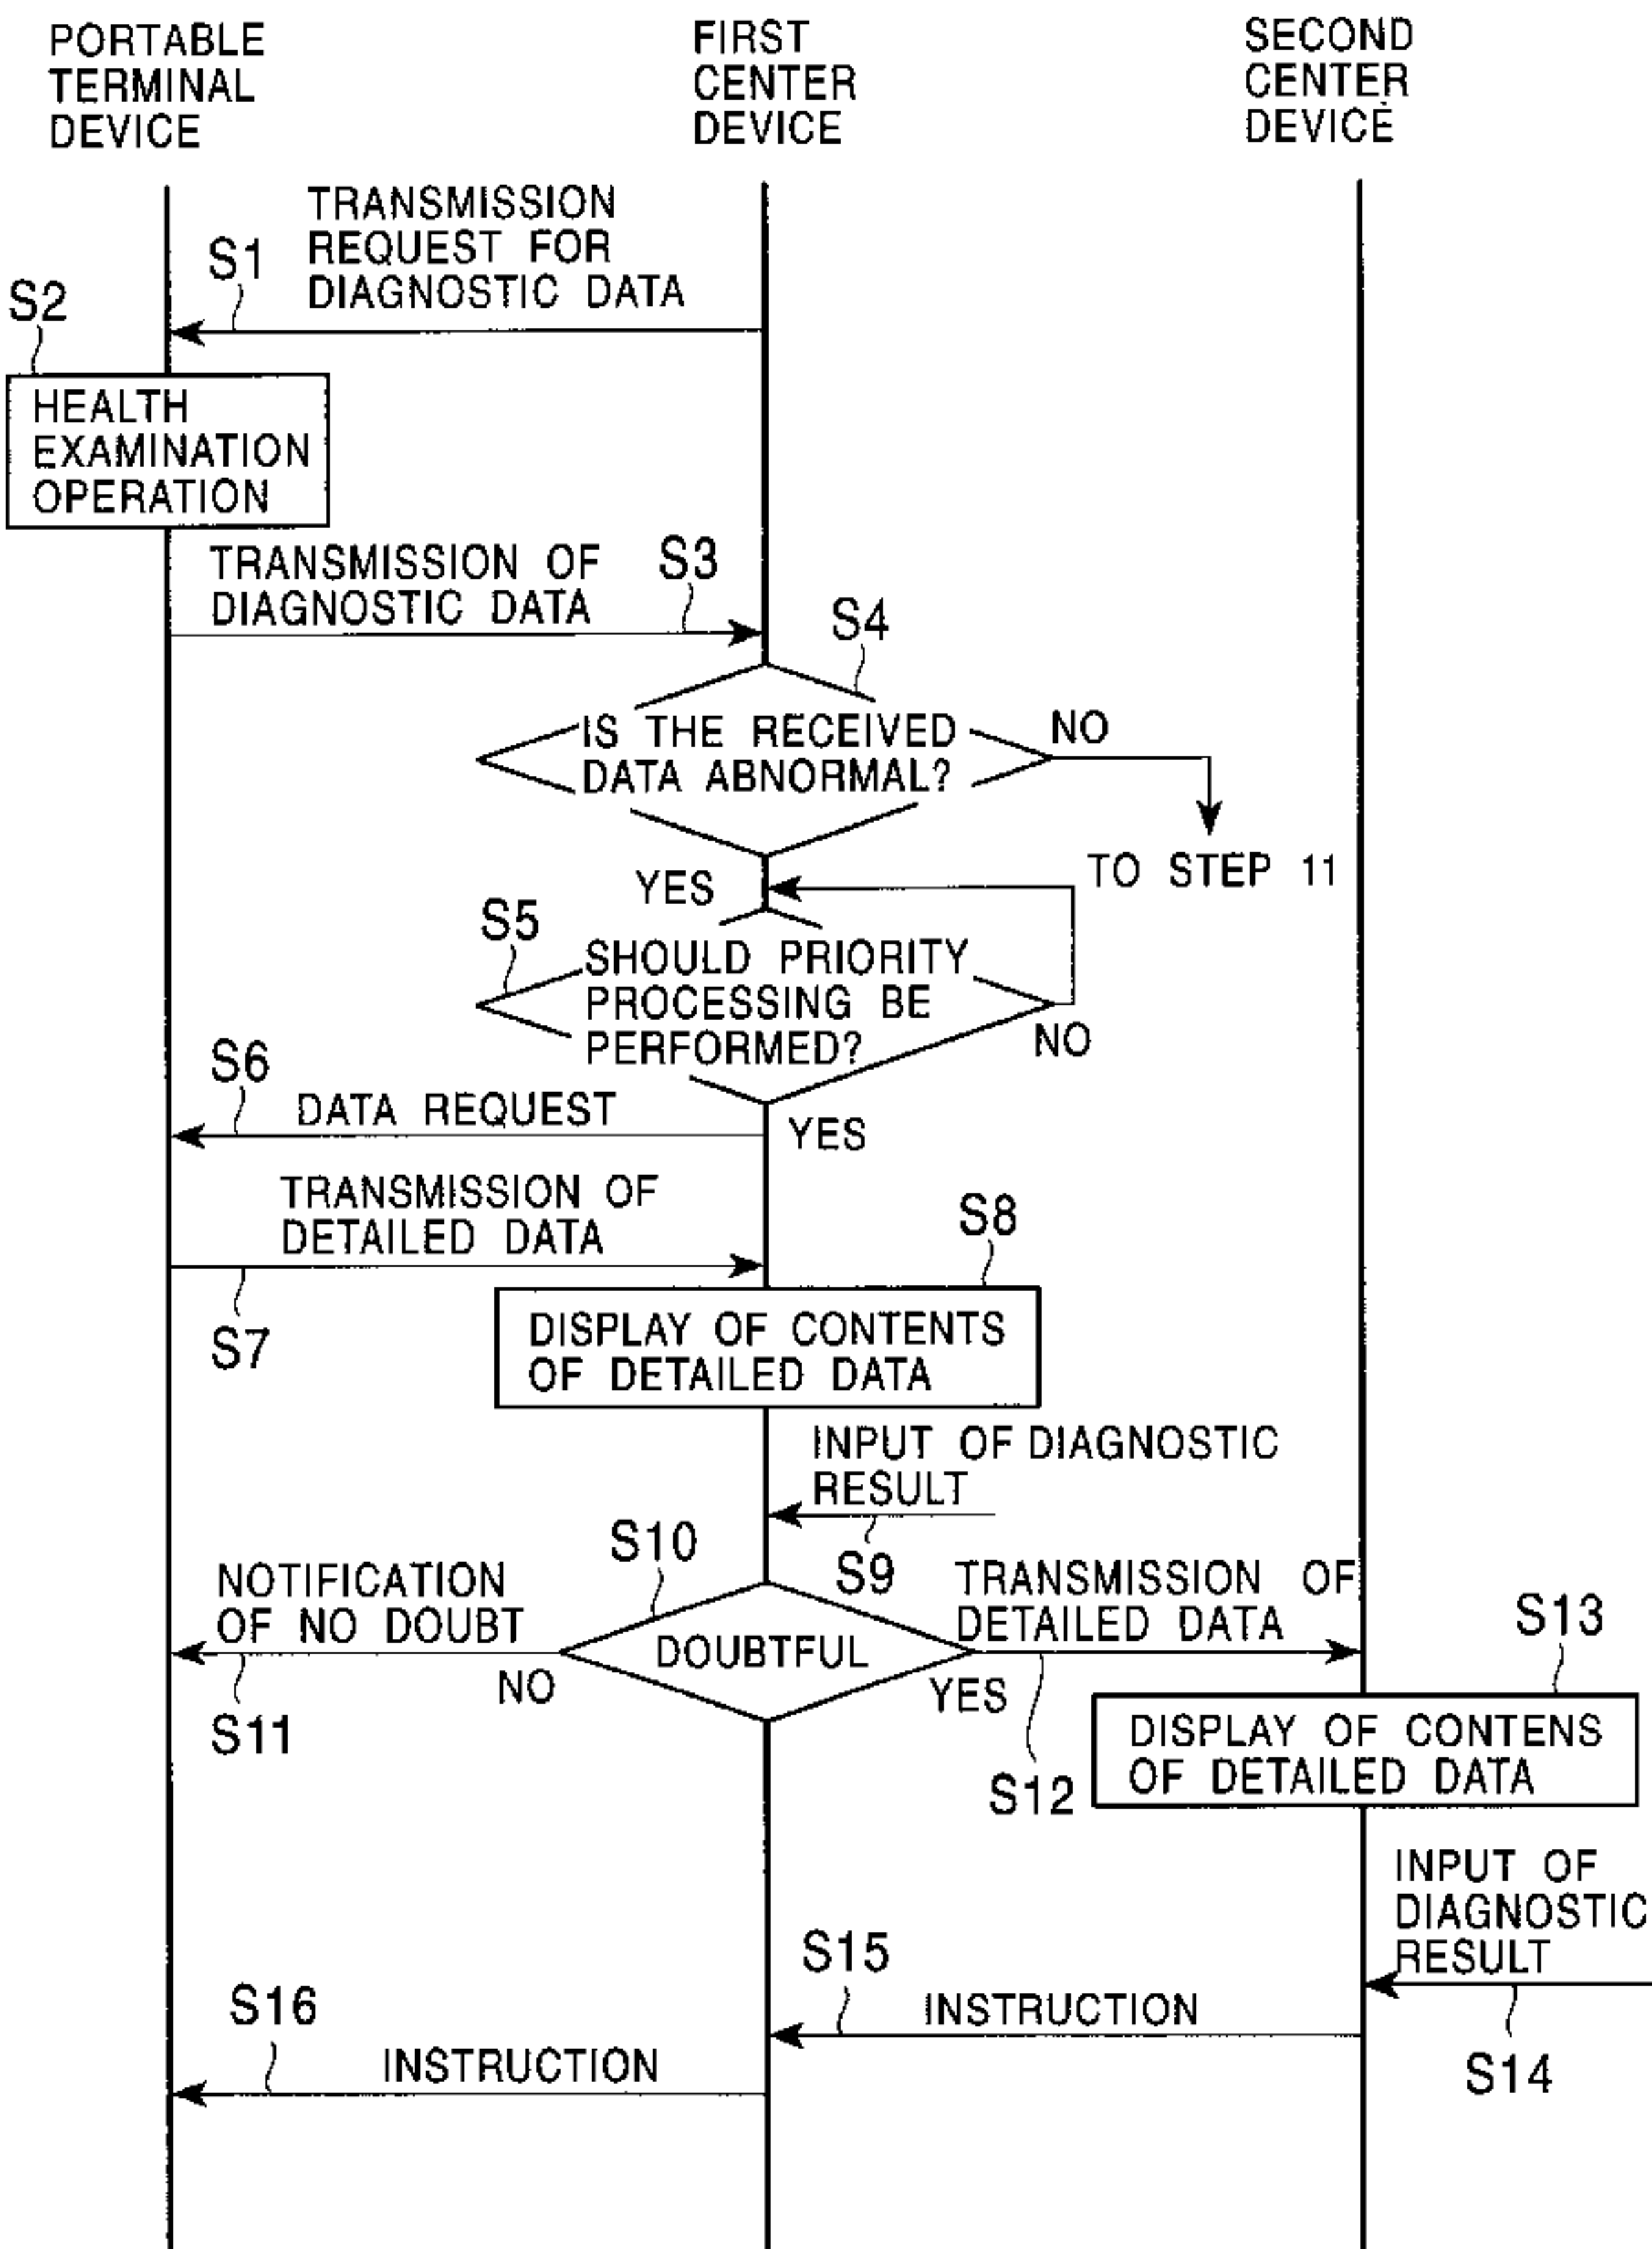 PORTABLE
TERMINAL
DEVICE
FIRST
CENTER
DEVICE
SECOND
CENTER
DEVICE
TRANSMISSION
REQUEST FOR
DIAGNOSTIC DATA
S1
S2
HEALTH
EXAMINATION
OPERATION
TRANSMISSION OF
DIAGNOSTIC DATA
S3
S4
IS THE RECEIVED
DATA ABNORMAL?
NO
TO STEP 11
YES
S5
SHOULD PRIORITY
PROCESSING BE
PERFORMED?
NO
YES
S6
DATA REQUEST
TRANSMISSION OF
DETAILED DATA
S7
S8
DISPLAY OF CONTENTS
OF DETAILED DATA
INPUT OF DIAGNOSTIC
RESULT
S9
S10
DOUBTFUL
NOTIFICATION
OF NO DOUBT
NO
S11
TRANSMISSION OF
DETAILED DATA
YES
S12
S13
DISPLAY OF CONTENS
OF DETAILED DATA
INPUT OF
DIAGNOSTIC
RESULT
S14
S15
INSTRUCTION
S16
INSTRUCTION